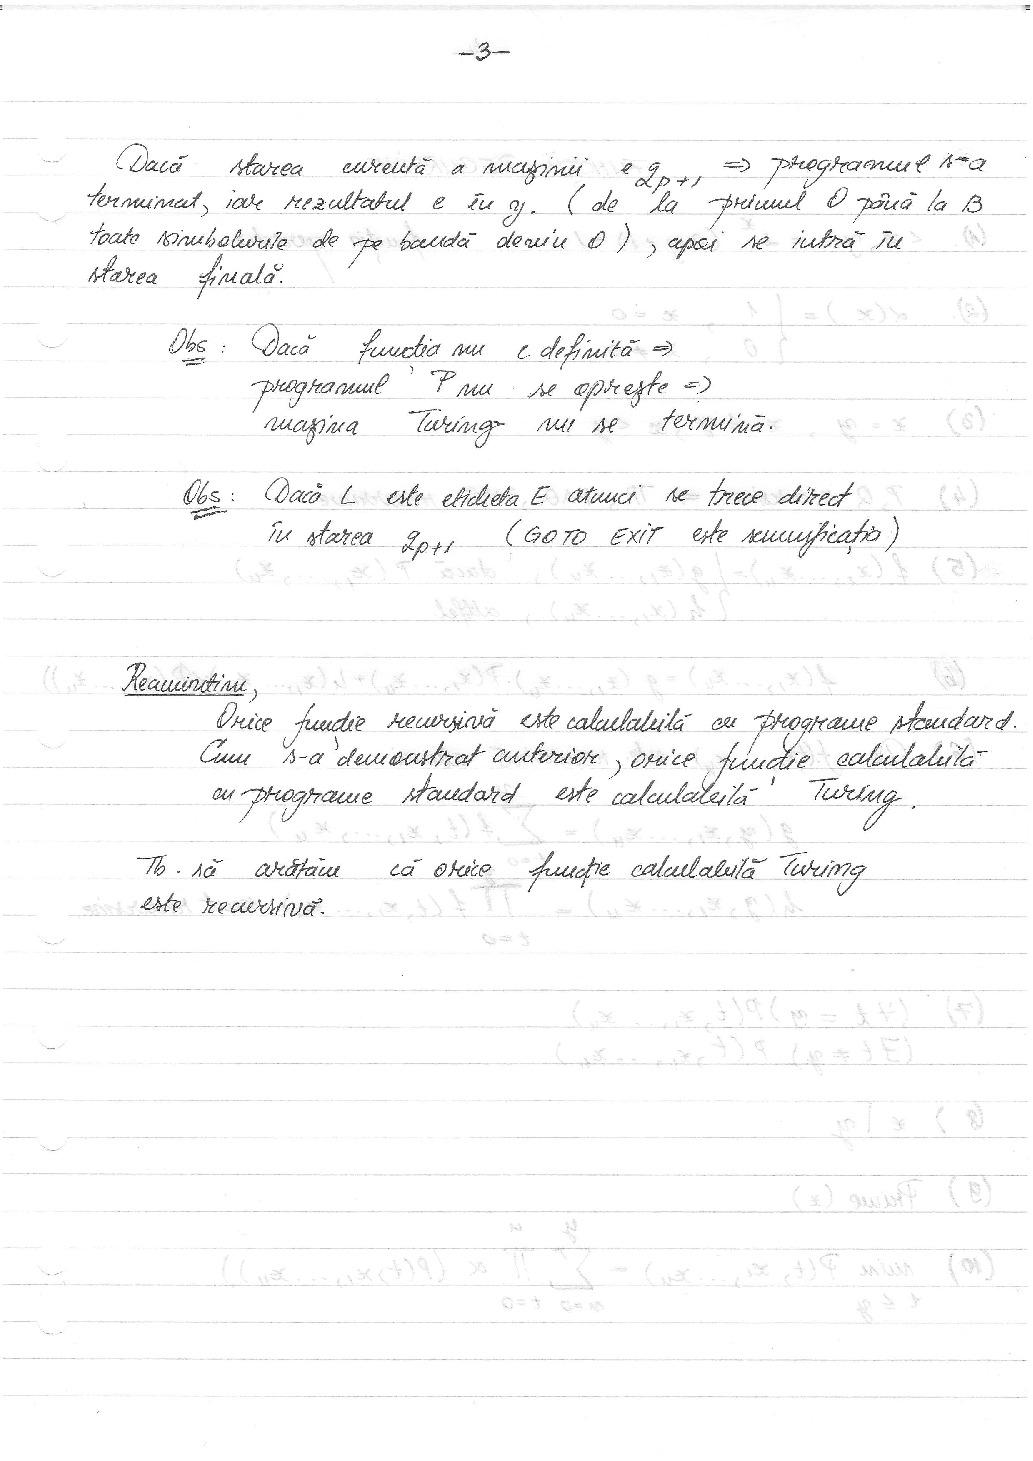 -3-
Dacă starea curentă a mașinii e q_{p+1} ⇒ programul s-a
terminat, iar rezultatul e în y. (de la primul 0 până la B
toate simbolurile de pe bandă devin 0), apoi se intră în
starea finală.
Obs: Dacă funcția nu e definită ⇒
programul P nu se oprește ⇒
mașina Turing nu se termină.
Obs: Dacă L este eticheta E atunci se trece direct
în starea q_{p+1} (GOTO EXIT este semnificația)
Reamintim,
Orice funcție recursivă este calculabilă cu programe standard.
Cum s-a demonstrat anterior, orice funcție calculabilă
cu programe standard este calculabilă Turing.
Tb. să arătăm că orice funcție calculabilă Turing
este recursivă.